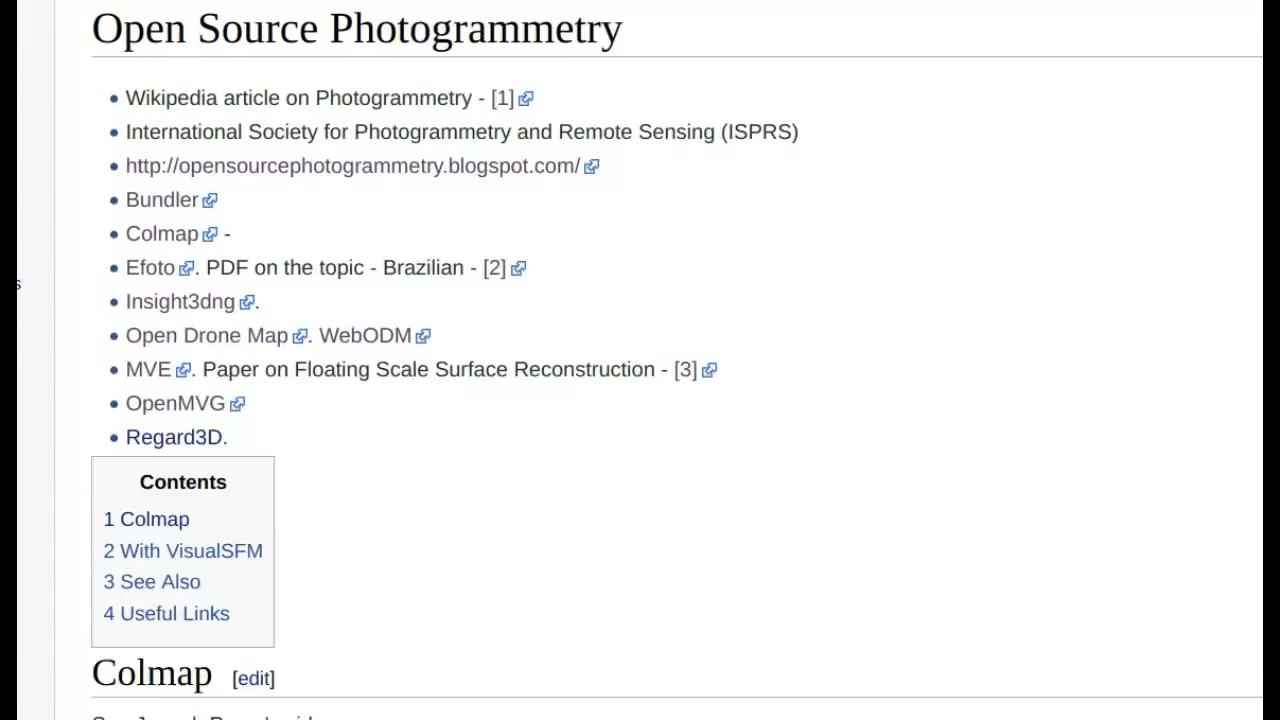 Open Source Photogrammetry
Wikipedia article on Photogrammetry - [1]
International Society for Photogrammetry and Remote Sensing (ISPRS)
http://opensourcephotogrammetry.blogspot.com/
Bundler
Colmap -
Efoto. PDF on the topic - Brazilian - [2]
Insight3dng.
Open Drone Map. WebODM
MVE. Paper on Floating Scale Surface Reconstruction - [3]
OpenMVG
Regard3D.
Contents
1 Colmap
2 With VisualSFM
3 See Also
4 Useful Links
Colmap [edit]